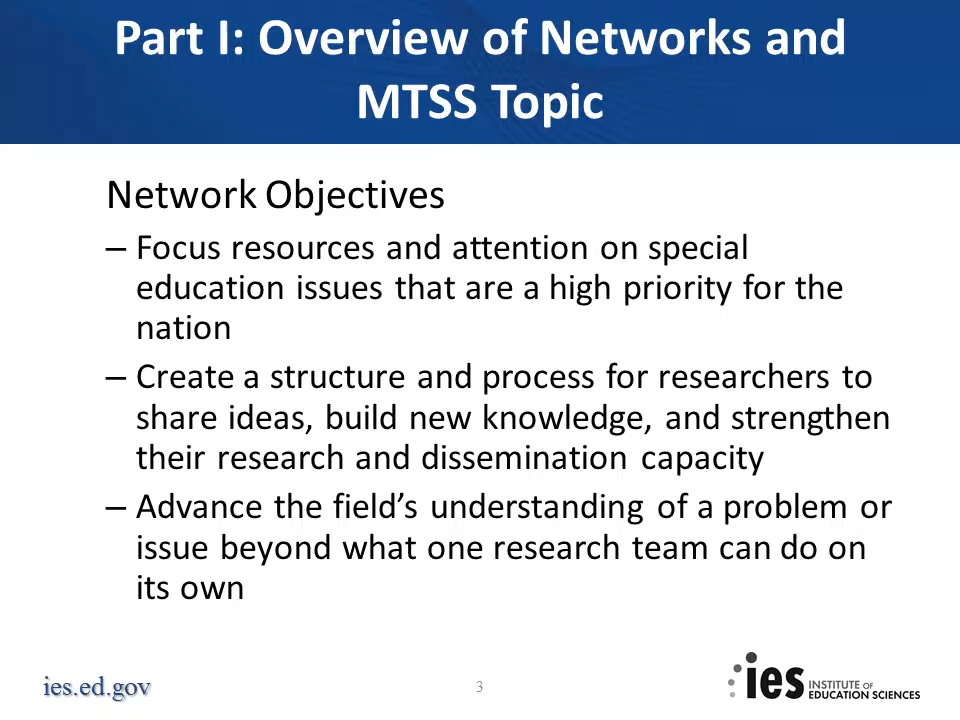 Part I: Overview of Networks and
MTSS Topic
Network Objectives
– Focus resources and attention on special
education issues that are a high priority for the
nation
– Create a structure and process for researchers to
share ideas, build new knowledge, and strengthen
their research and dissemination capacity
– Advance the field’s understanding of a problem or
issue beyond what one research team can do on
its own
ies.ed.gov
3
ies INSTITUTE OF
EDUCATION SCIENCES